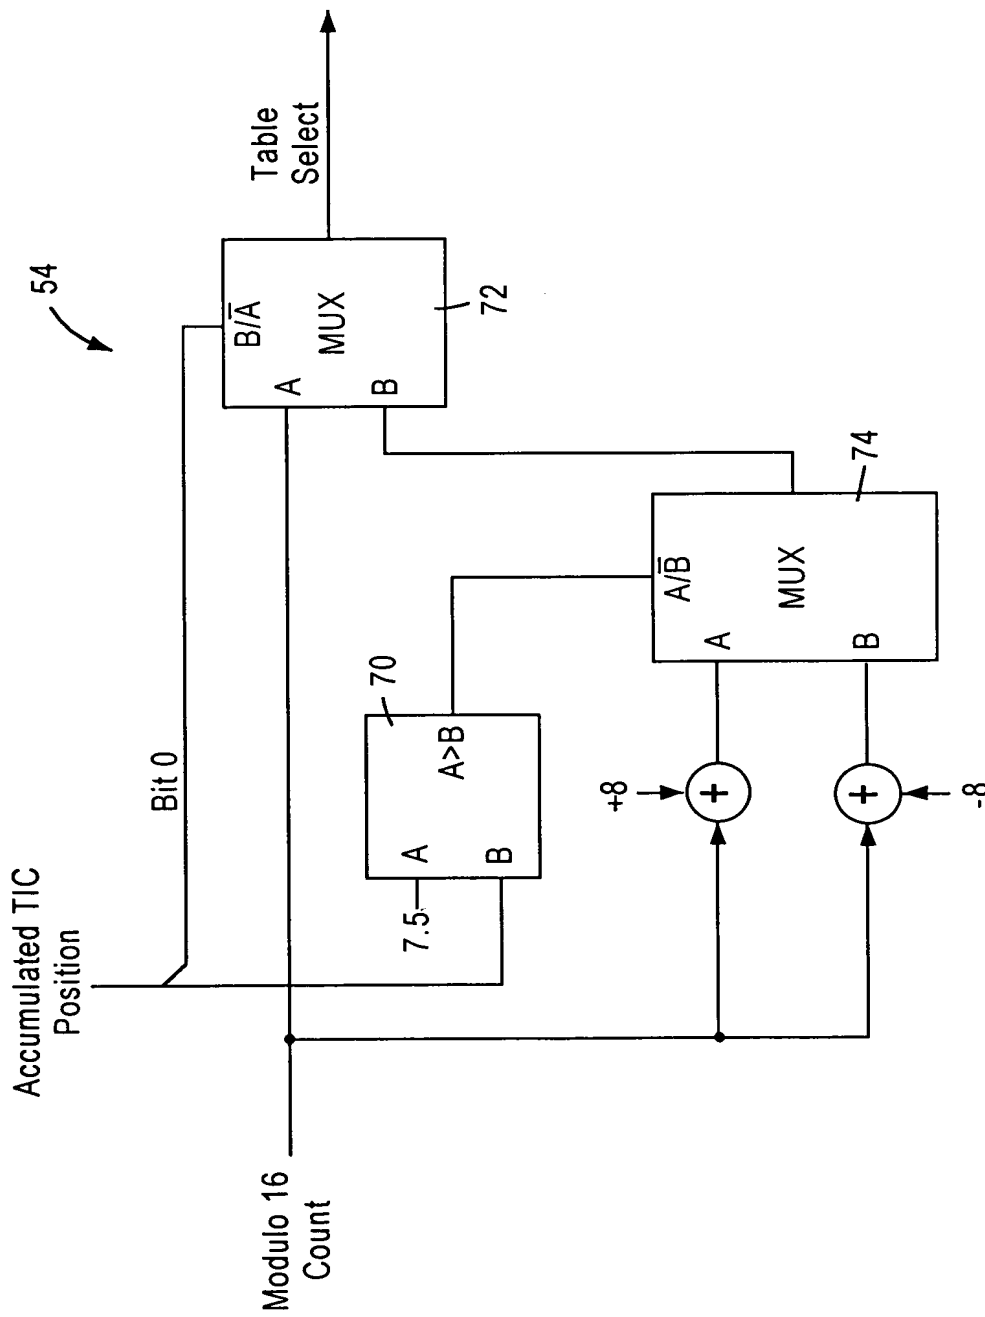 54
Table
Select
B/A̅
A
MUX
B
72
Bit 0
Accumulated TIC
Position
70
A
A>B
B
7.5
74
A/B̅
A
MUX
B
+8
+
+
-8
Modulo 16
Count